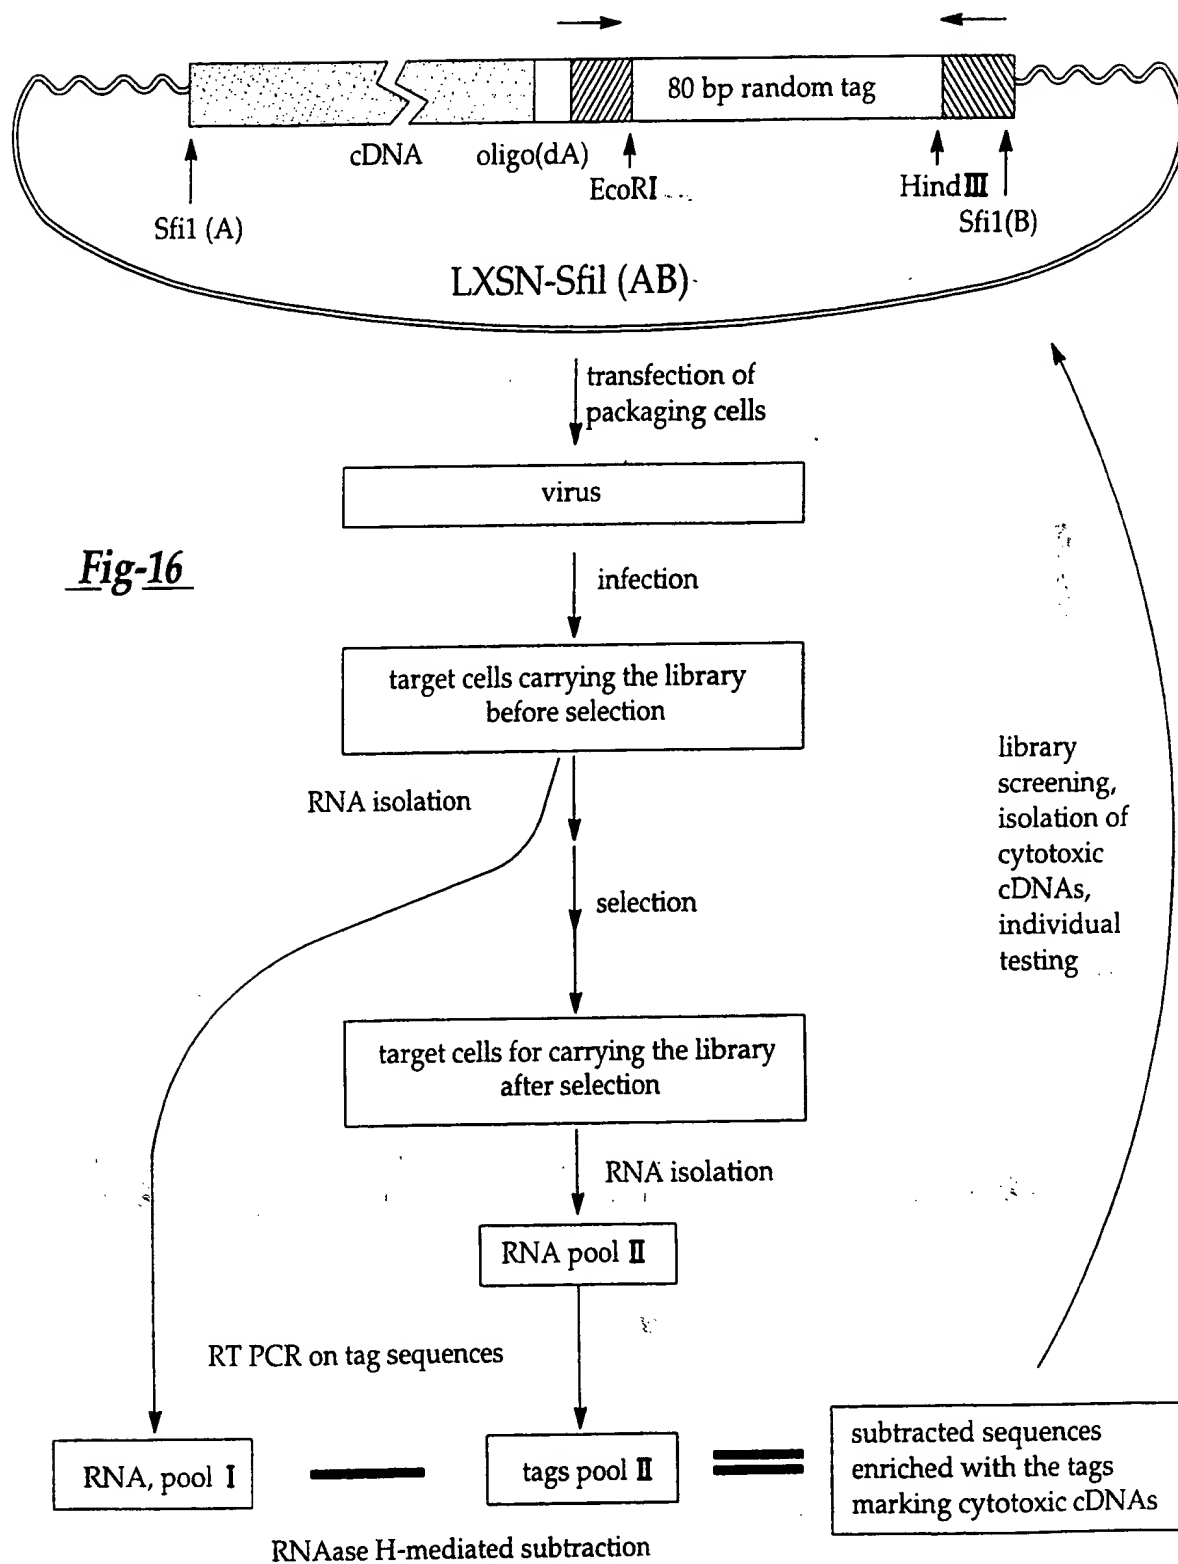 80 bp random tag
cDNA
oligo(dA)
EcoRI
HindIII
Sfi1 (A)
Sfi1(B)
LXSN-SfiI (AB)
transfection of
packaging cells
virus
Fig-16
infection
target cells carrying the library
before selection
RNA isolation
library
screening,
isolation of
cytotoxic
cDNAs,
individual
testing
selection
target cells for carrying the library
after selection
RNA isolation
RNA pool II
RT PCR on tag sequences
RNA, pool I
tags pool II
subtracted sequences
enriched with the tags
marking cytotoxic cDNAs
RNAase H-mediated subtraction